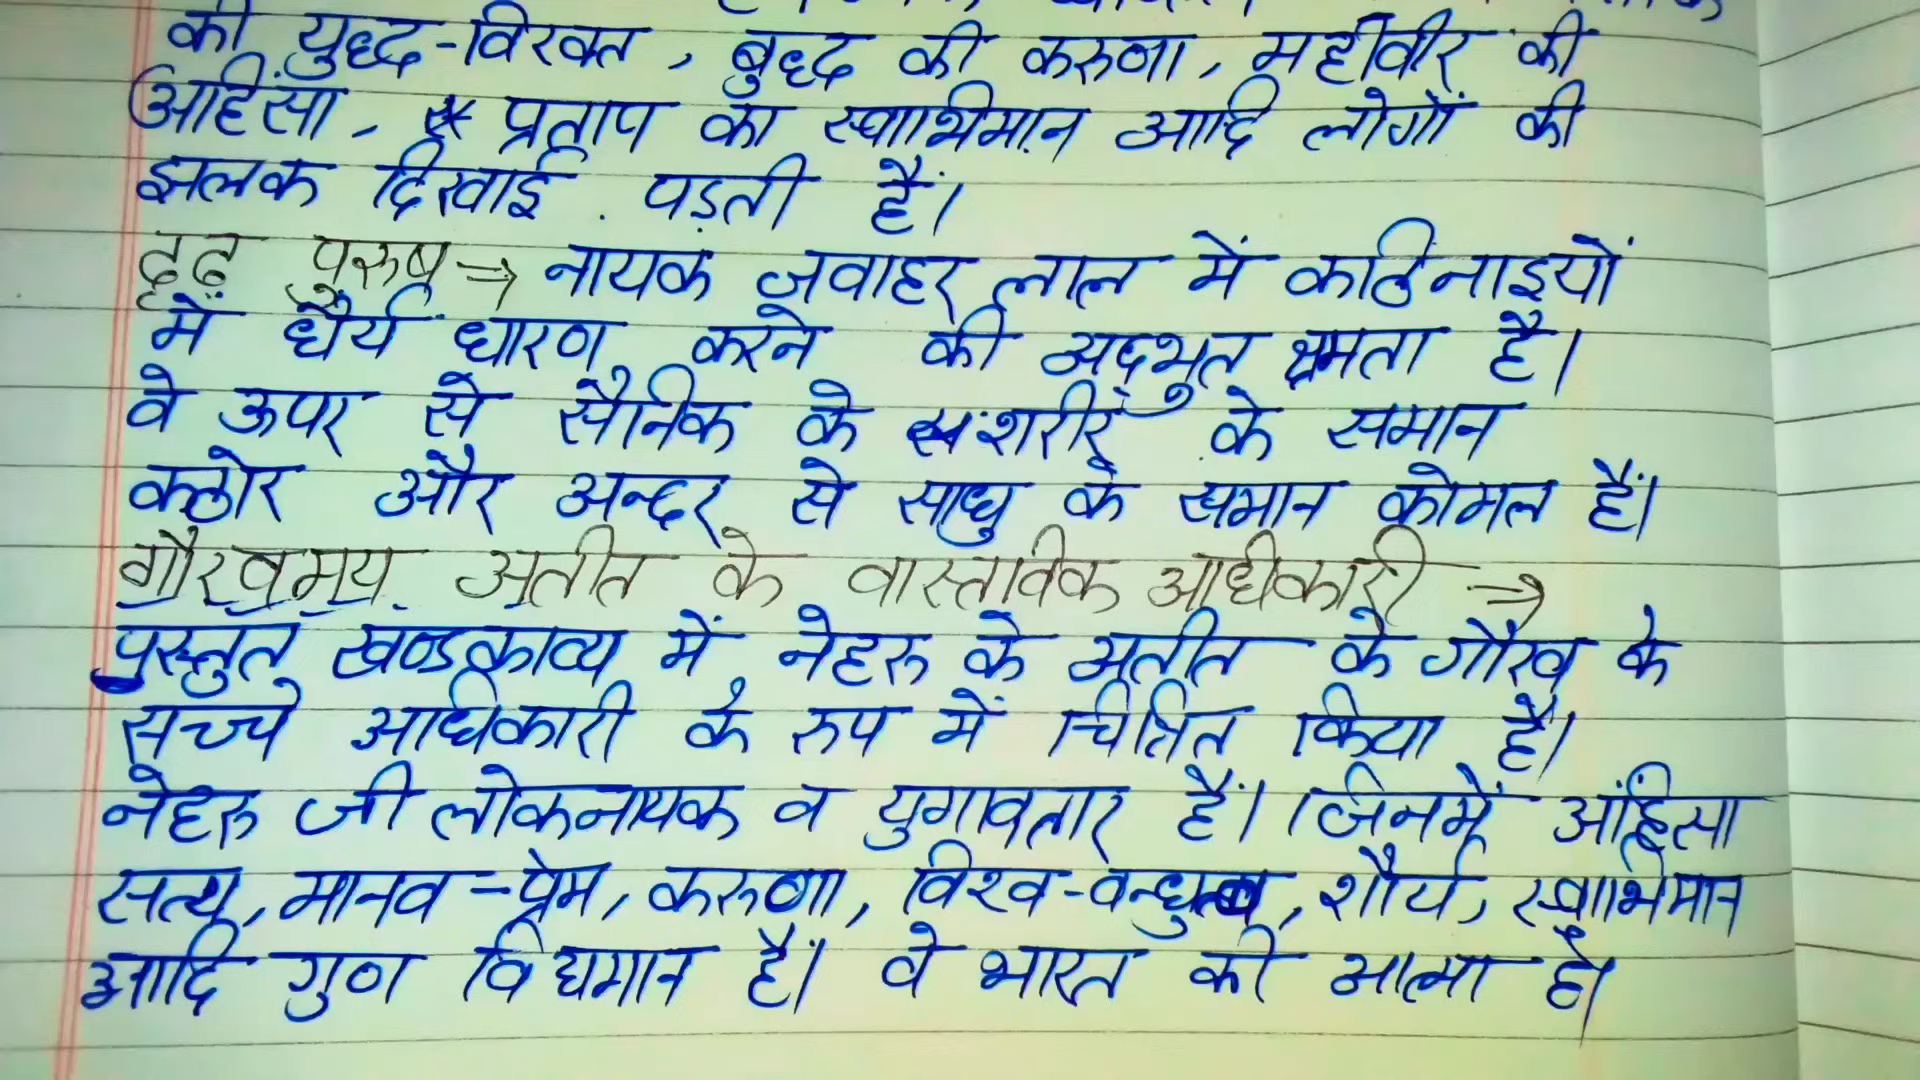 की युद्ध-विरक्त, बुद्ध की करुणा, महावीर की
अहिंसा, प्रताप का स्वाभिमान आदि लोगों की
झलक दिखाई पड़ती है।
दृढ़ पुरुष ⇒ नायक जवाहर लाल में कठिनाइयों
में धैर्य धारण करने की अद्भुत क्षमता है।
वे ऊपर से सैनिक के शरीर के समान
कठोर और अन्दर से साधु के समान कोमल हैं।
गौरवमय अतीत के वास्तविक अधिकारी ⇒
प्रस्तुत खण्डकाव्य में नेहरु के अतीत के गौरव के
सच्चे अधिकारी के रुप में चित्रित किया है।
नेहरु जी लोकनायक व युगावतार हैं। जिनमें अंहिसा
सत्य, मानव-प्रेम, करुणा, विश्व-बन्धुत्व, शौर्य, स्वाभिमान
आदि गुण विद्यमान हैं। वे भारत की आत्मा है।